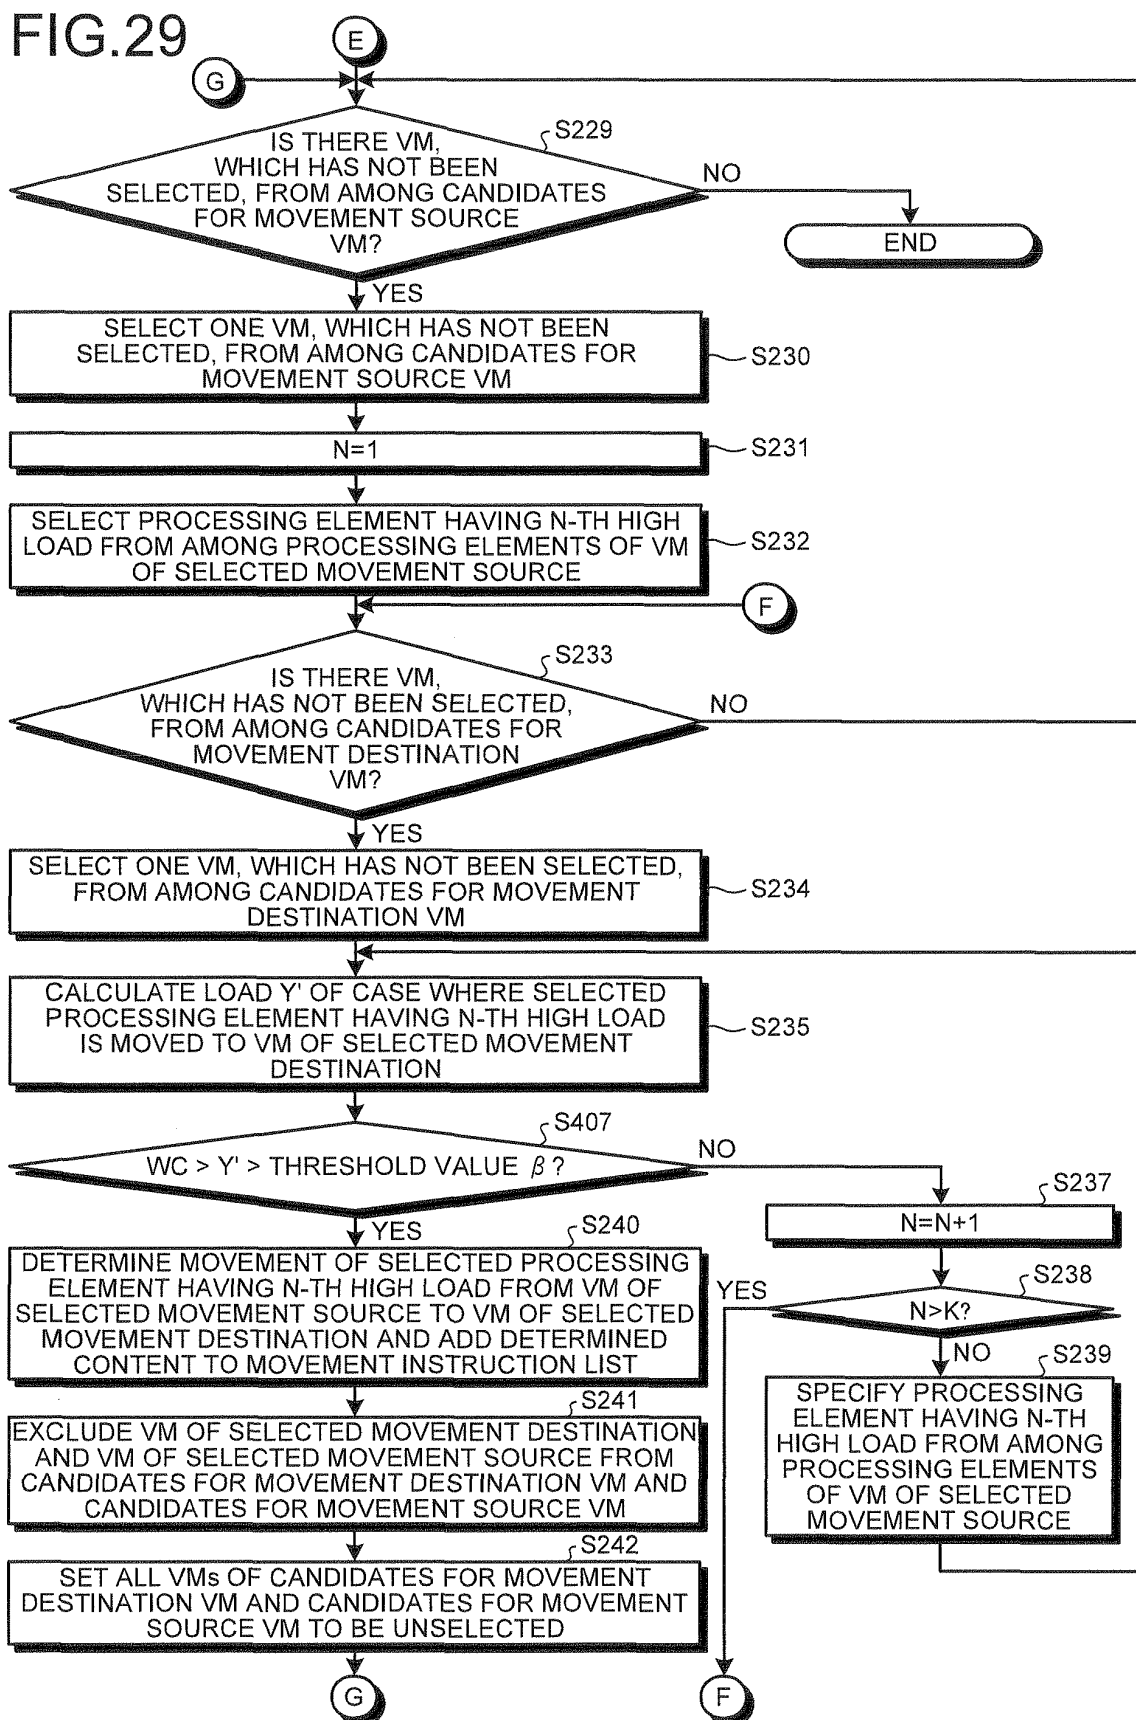 FIG.29
E
G
IS THERE VM,
WHICH HAS NOT BEEN
SELECTED, FROM AMONG CANDIDATES
FOR MOVEMENT SOURCE
VM?
S229
NO
END
YES
SELECT ONE VM, WHICH HAS NOT BEEN
SELECTED, FROM AMONG CANDIDATES FOR
MOVEMENT SOURCE VM
S230
N=1
S231
SELECT PROCESSING ELEMENT HAVING N-TH HIGH
LOAD FROM AMONG PROCESSING ELEMENTS OF VM
OF SELECTED MOVEMENT SOURCE
S232
F
IS THERE VM,
WHICH HAS NOT BEEN SELECTED,
FROM AMONG CANDIDATES FOR
MOVEMENT DESTINATION
VM?
S233
NO
YES
SELECT ONE VM, WHICH HAS NOT BEEN SELECTED,
FROM AMONG CANDIDATES FOR MOVEMENT
DESTINATION VM
S234
CALCULATE LOAD Y' OF CASE WHERE SELECTED
PROCESSING ELEMENT HAVING N-TH HIGH LOAD
IS MOVED TO VM OF SELECTED MOVEMENT
DESTINATION
S235
WC > Y' > THRESHOLD VALUE β ?
S407
NO
YES
N=N+1
S237
N>K?
S238
YES
NO
SPECIFY PROCESSING
ELEMENT HAVING N-TH
HIGH LOAD FROM AMONG
PROCESSING ELEMENTS
OF VM OF SELECTED
MOVEMENT SOURCE
S239
DETERMINE MOVEMENT OF SELECTED PROCESSING
ELEMENT HAVING N-TH HIGH LOAD FROM VM OF
SELECTED MOVEMENT SOURCE TO VM OF SELECTED
MOVEMENT DESTINATION AND ADD DETERMINED
CONTENT TO MOVEMENT INSTRUCTION LIST
S240
EXCLUDE VM OF SELECTED MOVEMENT DESTINATION
AND VM OF SELECTED MOVEMENT SOURCE FROM
CANDIDATES FOR MOVEMENT DESTINATION VM AND
CANDIDATES FOR MOVEMENT SOURCE VM
S241
SET ALL VMs OF CANDIDATES FOR MOVEMENT
DESTINATION VM AND CANDIDATES FOR MOVEMENT
SOURCE VM TO BE UNSELECTED
S242
G
F